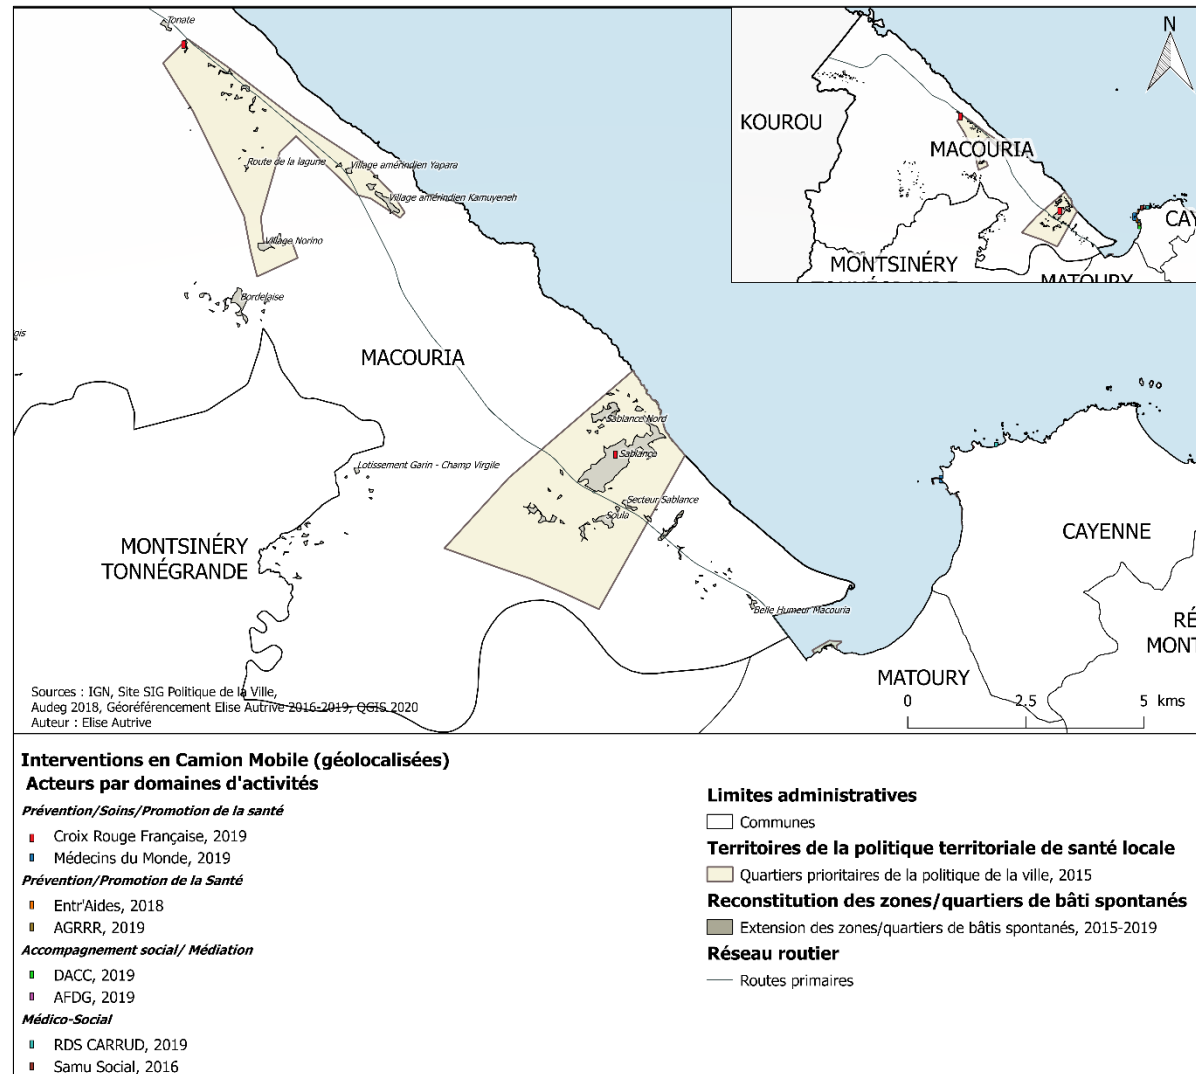 Tonate
Route de la lagune
Village amérindien Yapara
Village amérindien Kamuyeneh
Village Norino
Bordelaise
ois
MACOURIA
Sablance Nord
Sablance
Lotissement Garin - Champ Virgile
Secteur Sablance
Soula
MONTSINÉRY
TONNÉGRANDE
CAYENNE
Belle Humeur Macouria
RÉ
MONT
MATOURY
0 2.5 5 kms
Sources : IGN, Site SIG Politique de la Ville,
Audeg 2018, Géoréférencement Elise Autrive 2016-2019, QGIS 2020
Auteur : Elise Autrive
N
KOUROU
MACOURIA
CAY
MONTSINÉRY
TONNÉGRANDE
MATOURY
Interventions en Camion Mobile (géolocalisées)
Acteurs par domaines d'activités
Prévention/Soins/Promotion de la santé
Croix Rouge Française, 2019
Médecins du Monde, 2019
Prévention/Promotion de la Santé
Entr'Aides, 2018
AGRRR, 2019
Accompagnement social/ Médiation
DACC, 2019
AFDG, 2019
Médico-Social
RDS CARRUD, 2019
Samu Social, 2016
Limites administratives
Communes
Territoires de la politique territoriale de santé locale
Quartiers prioritaires de la politique de la ville, 2015
Reconstitution des zones/quartiers de bâti spontanés
Extension des zones/quartiers de bâtis spontanés, 2015-2019
Réseau routier
Routes primaires